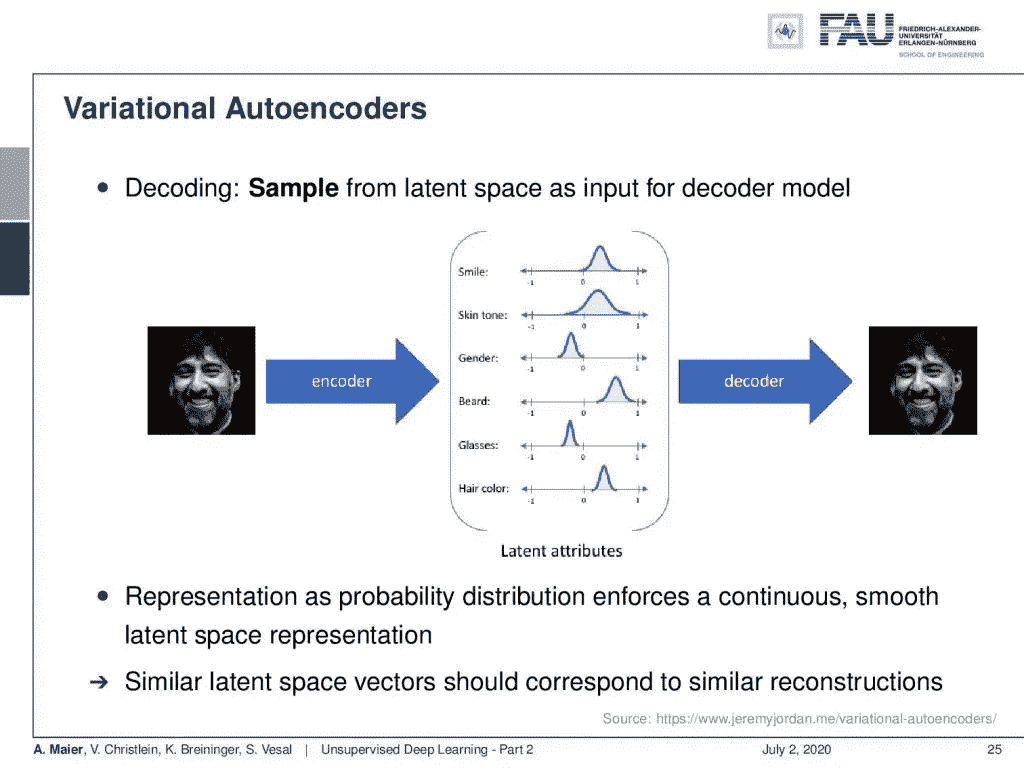 FAU
FRIEDRICH-ALEXANDER-
UNIVERSITÄT
ERLANGEN-NÜRNBERG
SCHOOL OF ENGINEERING
Variational Autoencoders
• Decoding: Sample from latent space as input for decoder model
Smile:
-1 0 1
Skin tone:
-1 0 1
Gender:
-1 0 1
encoder
decoder
Beard:
-1 0 1
Glasses:
-1 0 1
Hair color:
-1 0 1
Latent attributes
• Representation as probability distribution enforces a continuous, smooth
latent space representation
➔ Similar latent space vectors should correspond to similar reconstructions
Source: https://www.jeremyjordan.me/variational-autoencoders/
A. Maier, V. Christlein, K. Breininger, S. Vesal | Unsupervised Deep Learning - Part 2 July 2, 2020 25